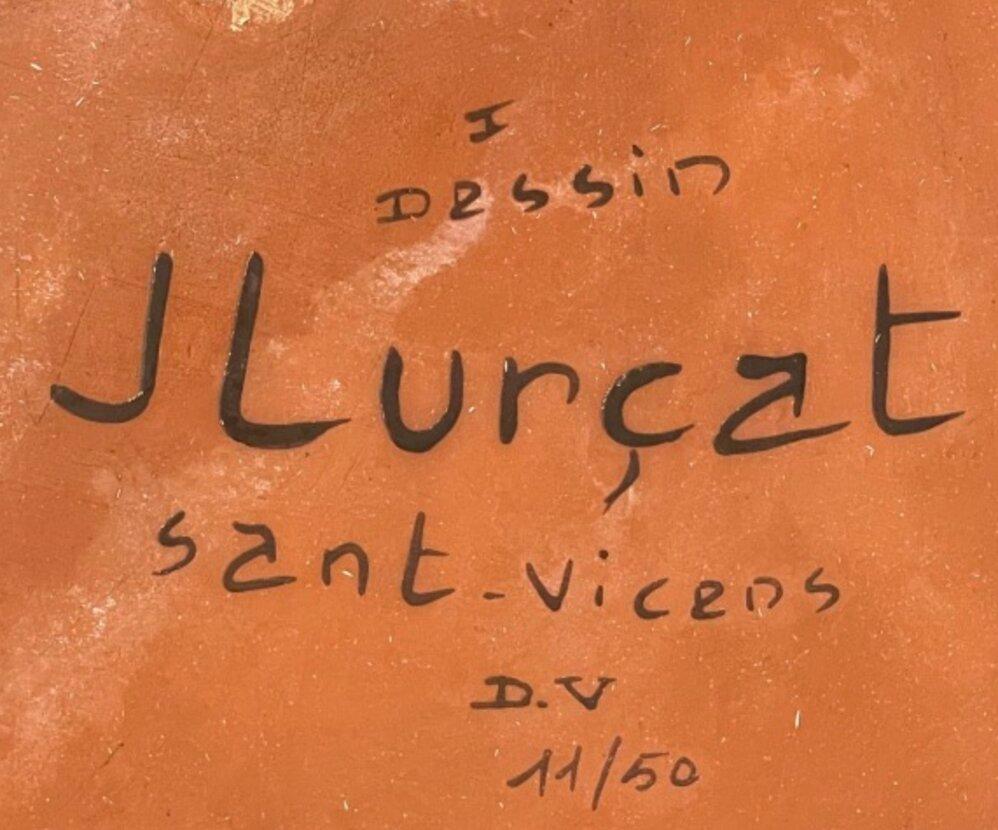 I
Dessin
JLurçat
sant-vicens
D.V
11/50